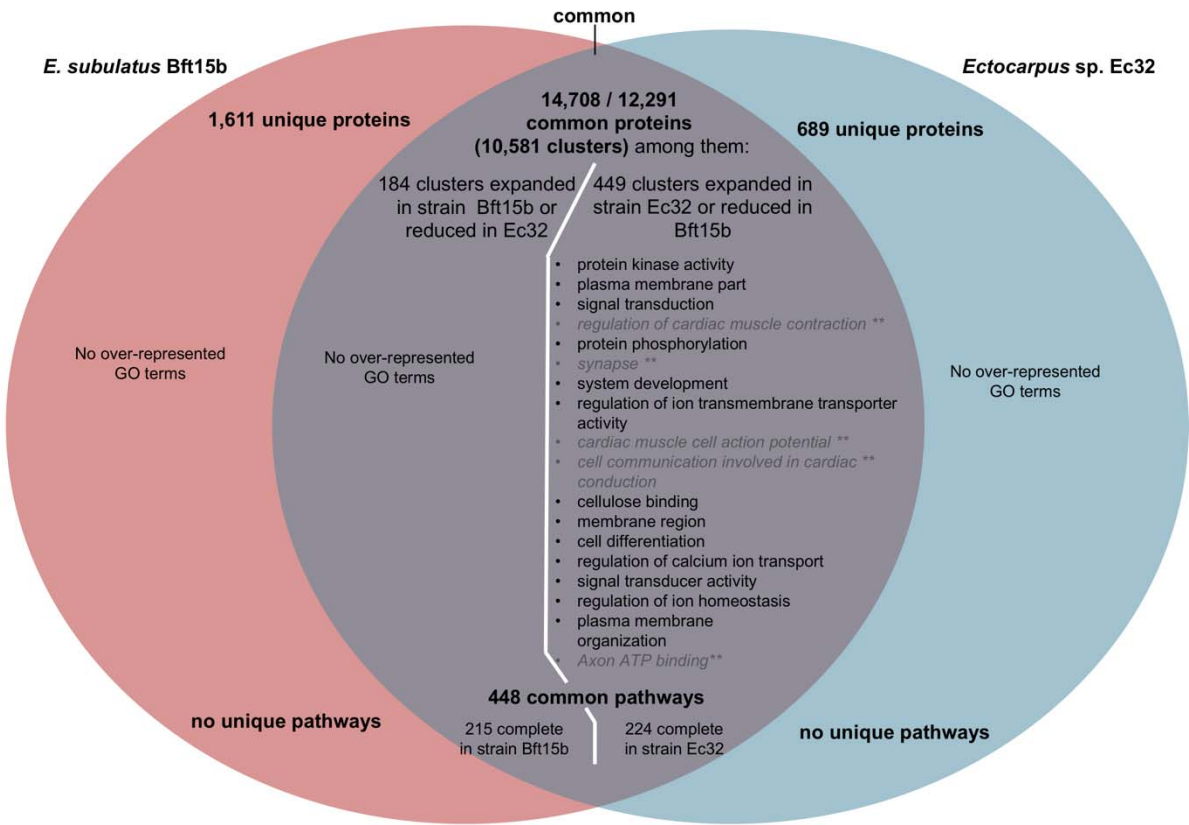 common
E. subulatus Bft15b
Ectocarpus sp. Ec32
1,611 unique proteins
14,708 / 12,291
common proteins
(10,581 clusters) among them:
689 unique proteins
184 clusters expanded
in strain Bft15b or
reduced in Ec32
449 clusters expanded in
strain Ec32 or reduced in
Bft15b
No over-represented
GO terms
No over-represented
GO terms
• protein kinase activity
• plasma membrane part
• signal transduction
• regulation of cardiac muscle contraction **
• protein phosphorylation
• synapse **
• system development
• regulation of ion transmembrane transporter
activity
• cardiac muscle cell action potential **
• cell communication involved in cardiac **
conduction
• cellulose binding
• membrane region
• cell differentiation
• regulation of calcium ion transport
• signal transducer activity
• regulation of ion homeostasis
• plasma membrane
organization
• Axon ATP binding**
No over-represented
GO terms
448 common pathways
no unique pathways
215 complete
in strain Bft15b
224 complete
in strain Ec32
no unique pathways